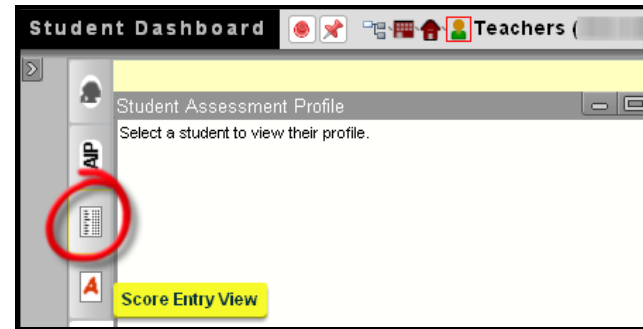 Student Dashboard Teachers (
Student Assessment Profile
Select a student to view their profile.
AIP
A
Score Entry View